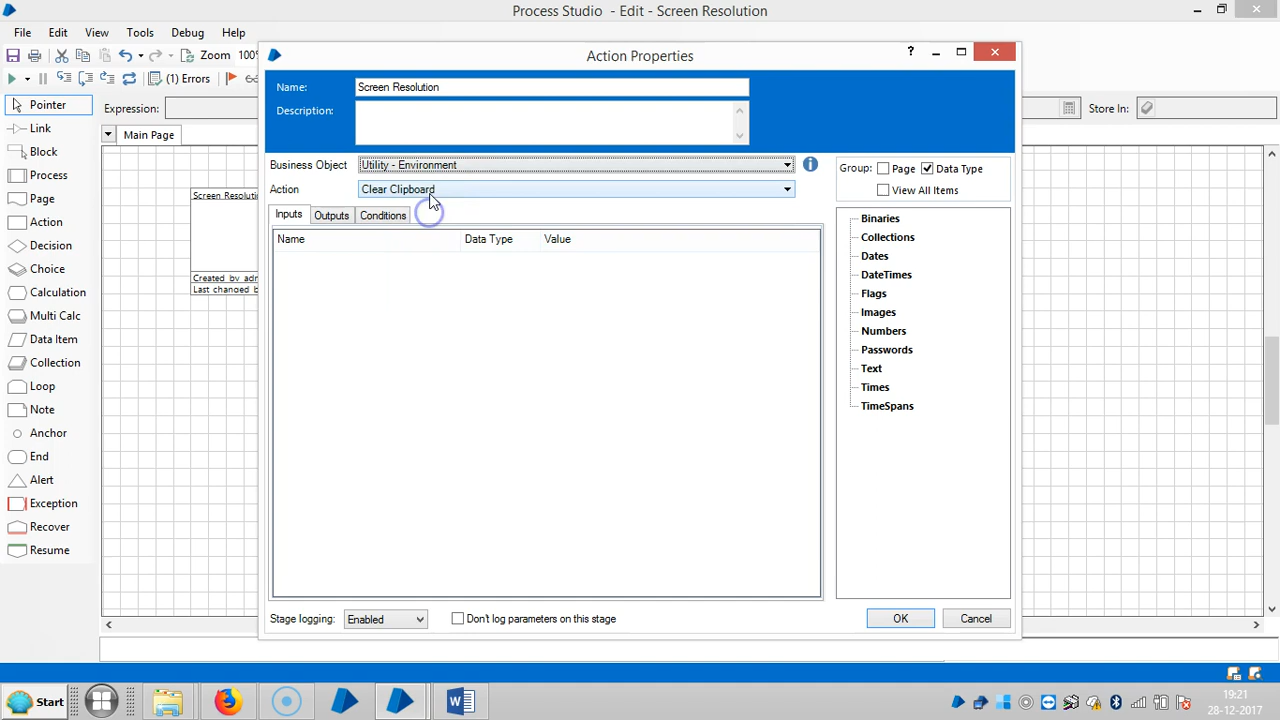 Process Studio - Edit - Screen Resolution
File Edit View Tools Debug Help
Zoom 100%
Action Properties
(1) Errors
Name: Screen Resolution
Pointer
Expression:
Description:
Store In:
Link
Main Page
Block
Business Object Utility - Environment
Group: Page Data Type
Process
Action Clear Clipboard
View All Items
Page
Screen Resolutio
Inputs Outputs Conditions
Action
Name Data Type Value
Binaries
Decision
Collections
Choice
Dates
Calculation
Created by adm
DateTimes
Last changed b
Flags
Multi Calc
Images
Data Item
Numbers
Collection
Passwords
Loop
Text
Note
Times
Anchor
TimeSpans
End
Alert
Exception
Recover
Resume
Stage logging: Enabled Don't log parameters on this stage
OK Cancel
Start
19:21
28-12-2017